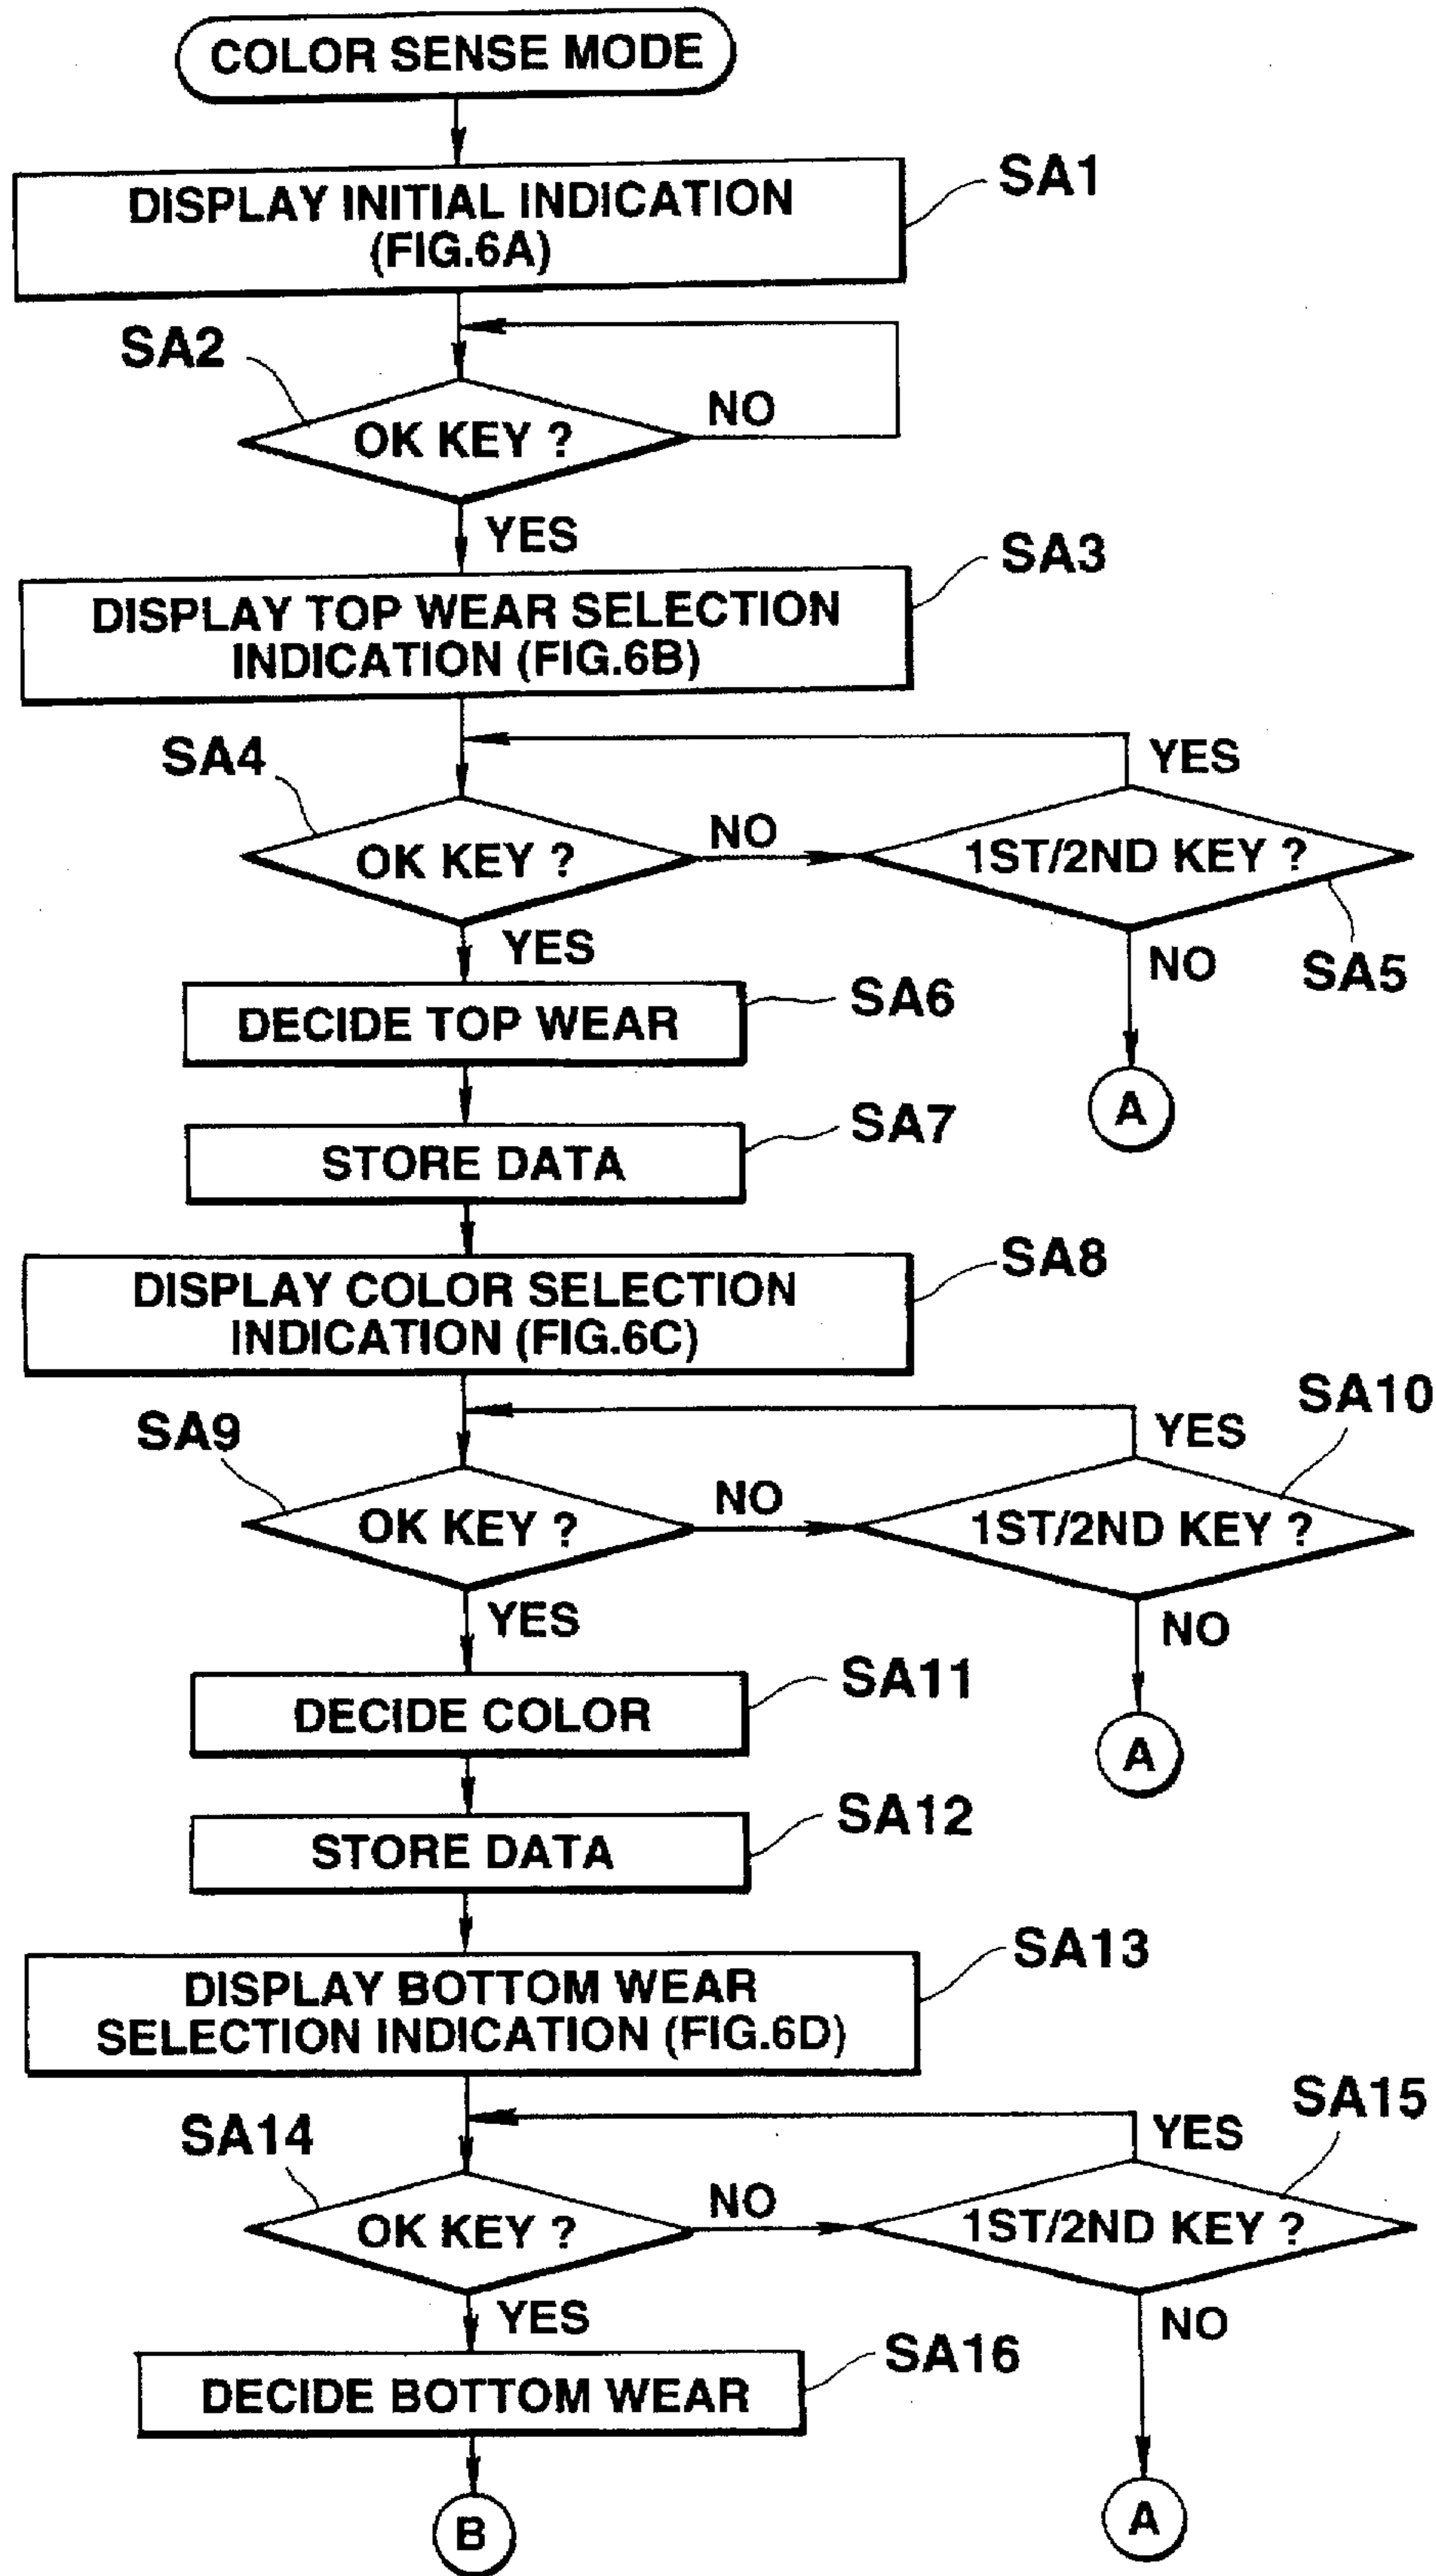 COLOR SENSE MODE
DISPLAY INITIAL INDICATION
(FIG.6A)
SA1
SA2
OK KEY ?
NO
YES
DISPLAY TOP WEAR SELECTION
INDICATION (FIG.6B)
SA3
SA4
OK KEY ?
NO
YES
1ST/2ND KEY ?
SA5
NO
A
YES
DECIDE TOP WEAR
SA6
STORE DATA
SA7
DISPLAY COLOR SELECTION
INDICATION (FIG.6C)
SA8
SA9
OK KEY ?
NO
YES
SA10
1ST/2ND KEY ?
NO
A
YES
DECIDE COLOR
SA11
STORE DATA
SA12
DISPLAY BOTTOM WEAR
SELECTION INDICATION (FIG.6D)
SA13
SA14
OK KEY ?
NO
YES
SA15
1ST/2ND KEY ?
NO
A
YES
DECIDE BOTTOM WEAR
SA16
B